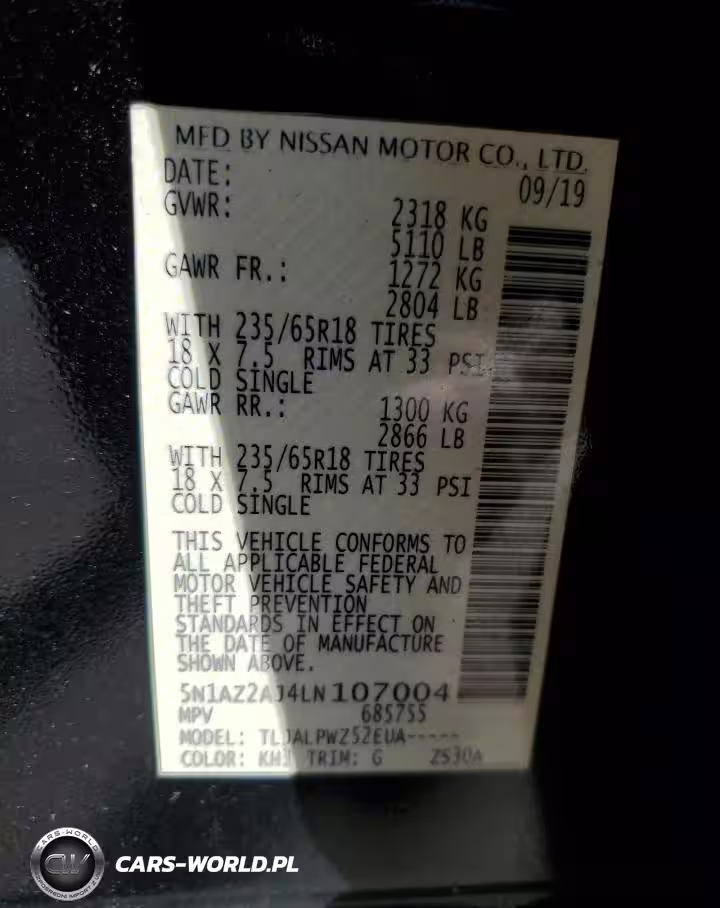 MFD BY NISSAN MOTOR CO., LTD.
DATE: 09/19
GVWR: 2318 KG
5110 LB
GAWR FR.: 1272 KG
2804 LB
WITH 235/65R18 TIRES
18 X 7.5 RIMS AT 33 PSI
COLD SINGLE
GAWR RR.: 1300 KG
2866 LB
WITH 235/65R18 TIRES
18 X 7.5 RIMS AT 33 PSI
COLD SINGLE
THIS VEHICLE CONFORMS TO
ALL APPLICABLE FEDERAL
MOTOR VEHICLE SAFETY AND
THEFT PREVENTION
STANDARDS IN EFFECT ON
THE DATE OF MANUFACTURE
SHOWN ABOVE.
5N1AZ2AJ4LN107004
MPV 685755
MODEL:
COLOR: TRIM: G
CARS-WORLD
CW
CARS-WORLD.PL